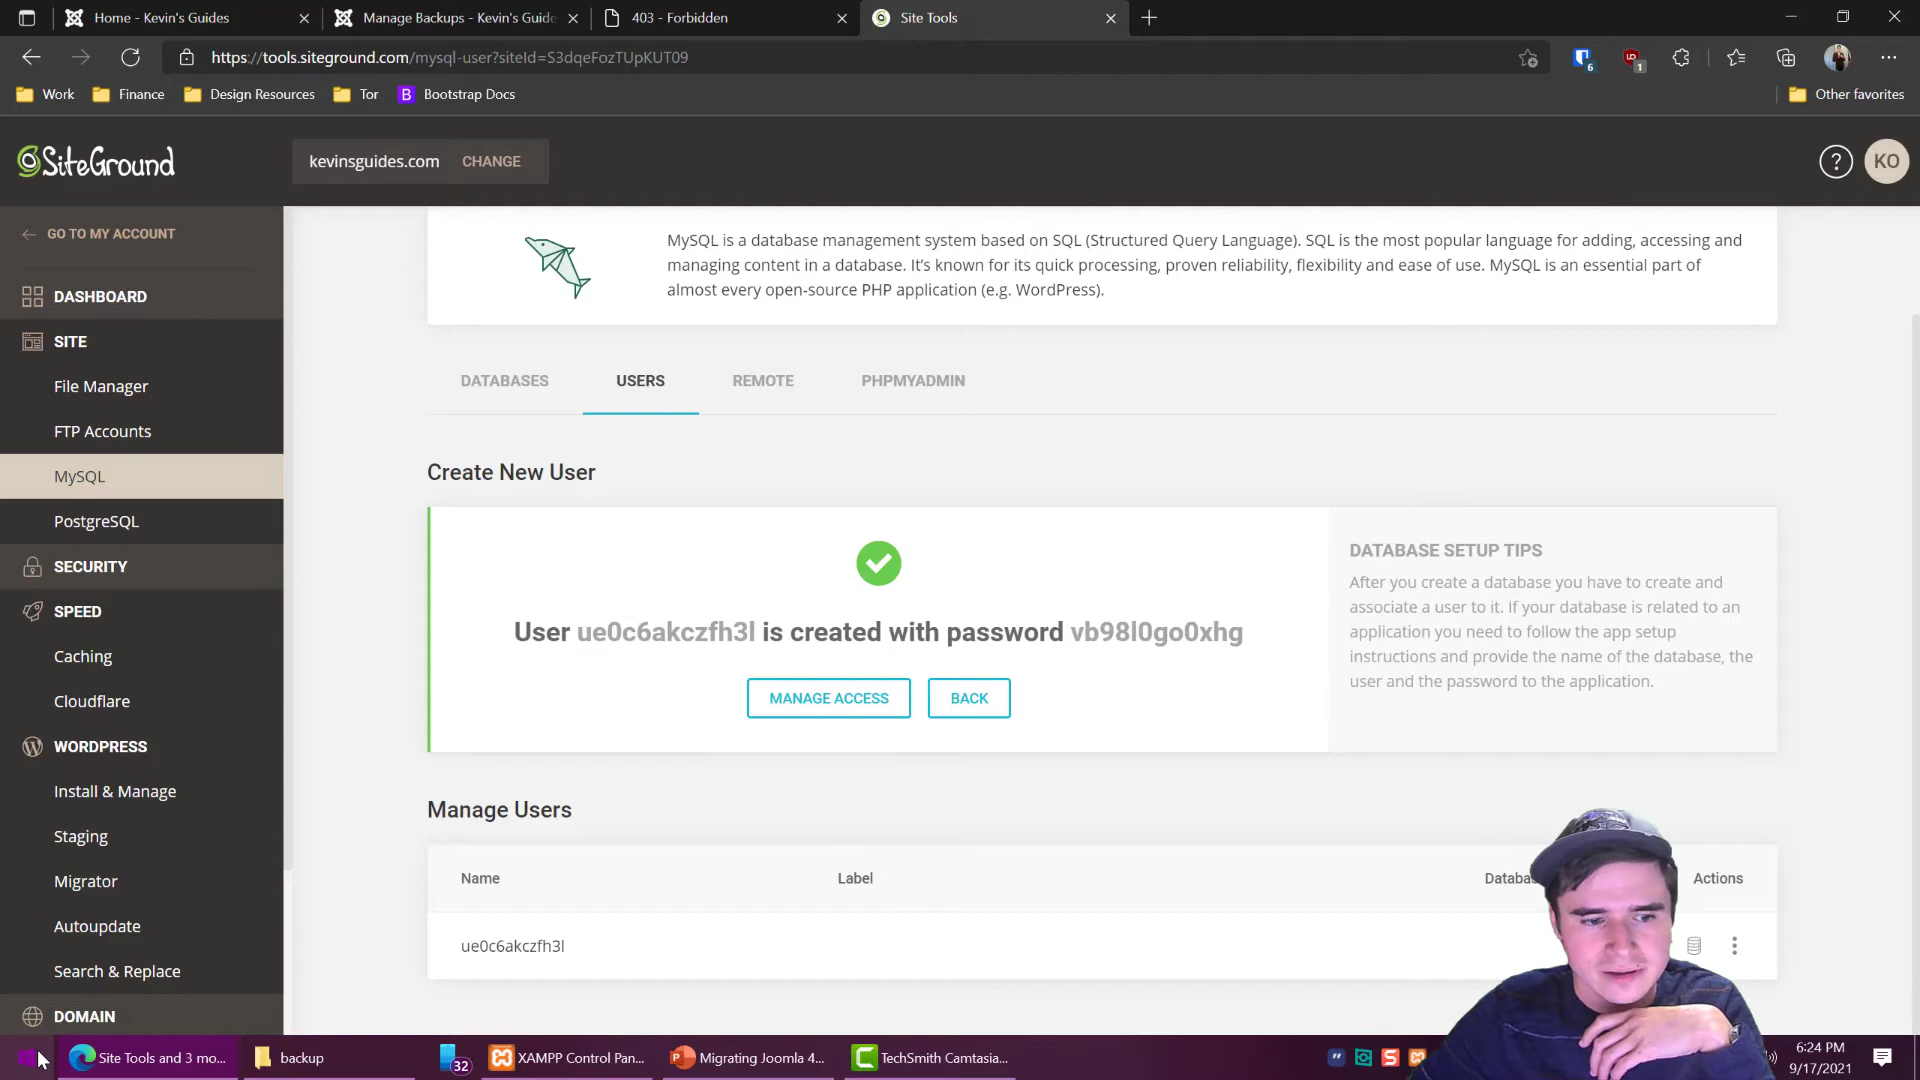 Home - Kevin's Guides
Manage Backups - Kevin's Guide
403 - Forbidden
Site Tools
https://tools.siteground.com/mysql-user?siteId=S3dqeFozTUpKUT09
6
1
Work
Finance
Design Resources
Tor
B
Bootstrap Docs
Other favorites
SiteGround
kevinsguides.com
CHANGE
?
KO
GO TO MY ACCOUNT
DASHBOARD
SITE
File Manager
FTP Accounts
MySQL
PostgreSQL
SECURITY
SPEED
Caching
Cloudflare
WORDPRESS
Install & Manage
Staging
Migrator
Autoupdate
Search & Replace
DOMAIN
MySQL is a database management system based on SQL (Structured Query Language). SQL is the most popular language for adding, accessing and
managing content in a database. It's known for its quick processing, proven reliability, flexibility and ease of use. MySQL is an essential part of
almost every open-source PHP application (e.g. WordPress).
DATABASES
USERS
REMOTE
PHPMYADMIN
Create New User
User ue0c6akczfh3l is created with password vb98l0go0xhg
MANAGE ACCESS
BACK
DATABASE SETUP TIPS
After you create a database you have to create and
associate a user to it. If your database is related to an
application you need to follow the app setup
instructions and provide the name of the database, the
user and the password to the application.
Manage Users
Name
Label
Actions
ue0c6akczfh3l
Site Tools and 3 mo...
backup
32
XAMPP Control Pan...
Migrating Joomla 4...
TechSmith Camtasia...
6:24 PM
9/17/2021